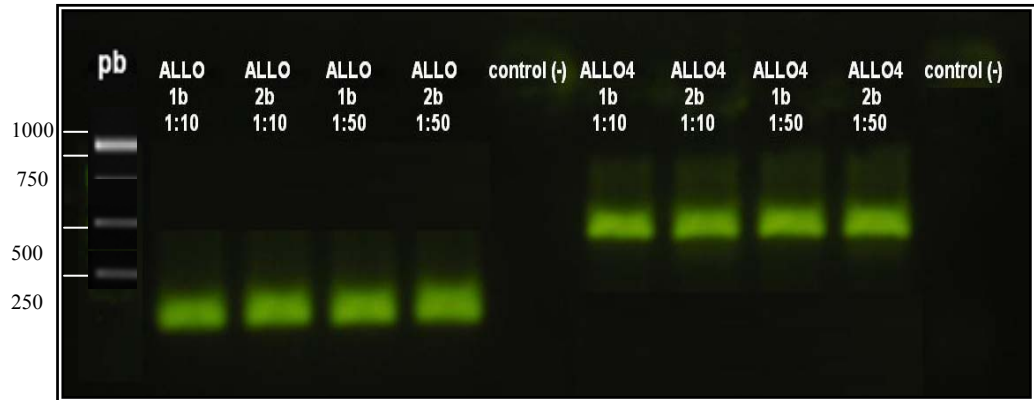 pb
ALLO ALLO ALLO ALLO control (-) ALLO4 ALLO4 ALLO4 ALLO4 control (-)
1b 2b 1b 2b 1b 2b 1b 2b
1:10 1:10 1:50 1:50 1:10 1:10 1:50 1:50
1000
750
500
250